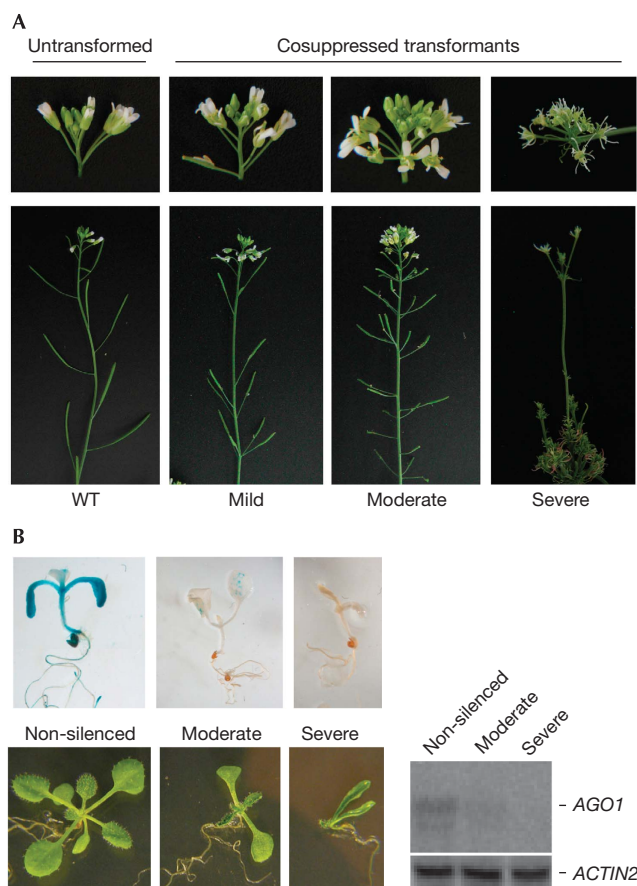 A
Untransformed
Cosuppressed transformants
WT
Mild
Moderate
Severe
B
Non-silenced
Moderate
Severe
Non-silenced
Moderate
Severe
- AGO1
- ACTIN2